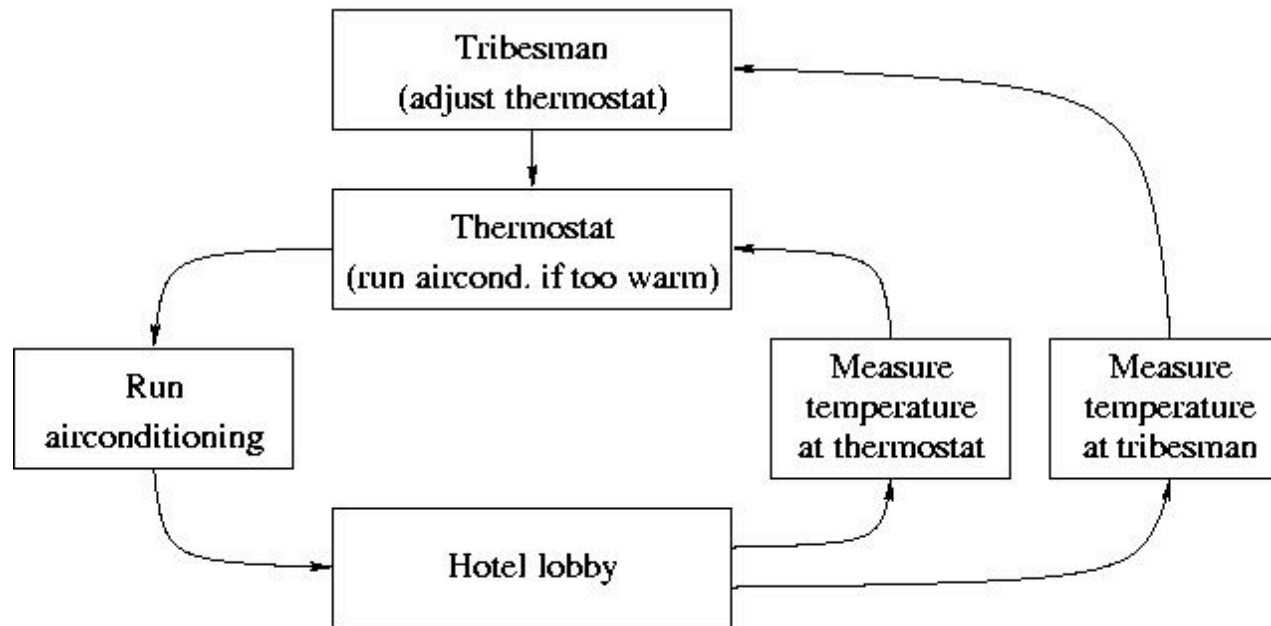 Tribesman
(adjust thermostat)
Thermostat
(run aircond. if too warm)
Run
airconditioning
Measure
temperature
at thermostat
Measure
temperature
at tribesman
Hotel lobby